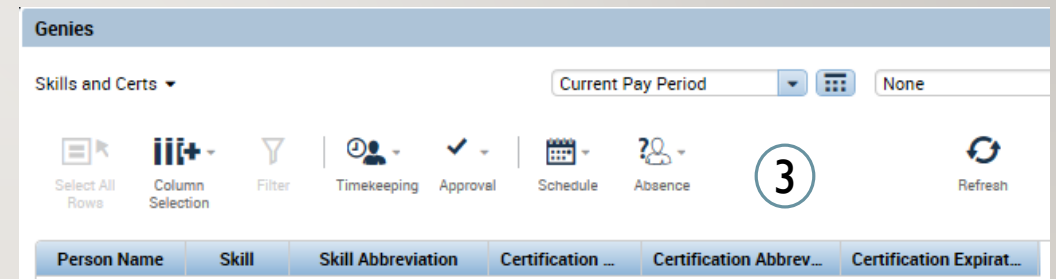 Genies
Skills and Certs
Current Pay Period
None
Select All Rows
Column Selection
Filter
Timekeeping
Approval
Schedule
Absence
3
Refresh
Person Name
Skill
Skill Abbreviation
Certification ...
Certification Abbrev...
Certification Expirat...